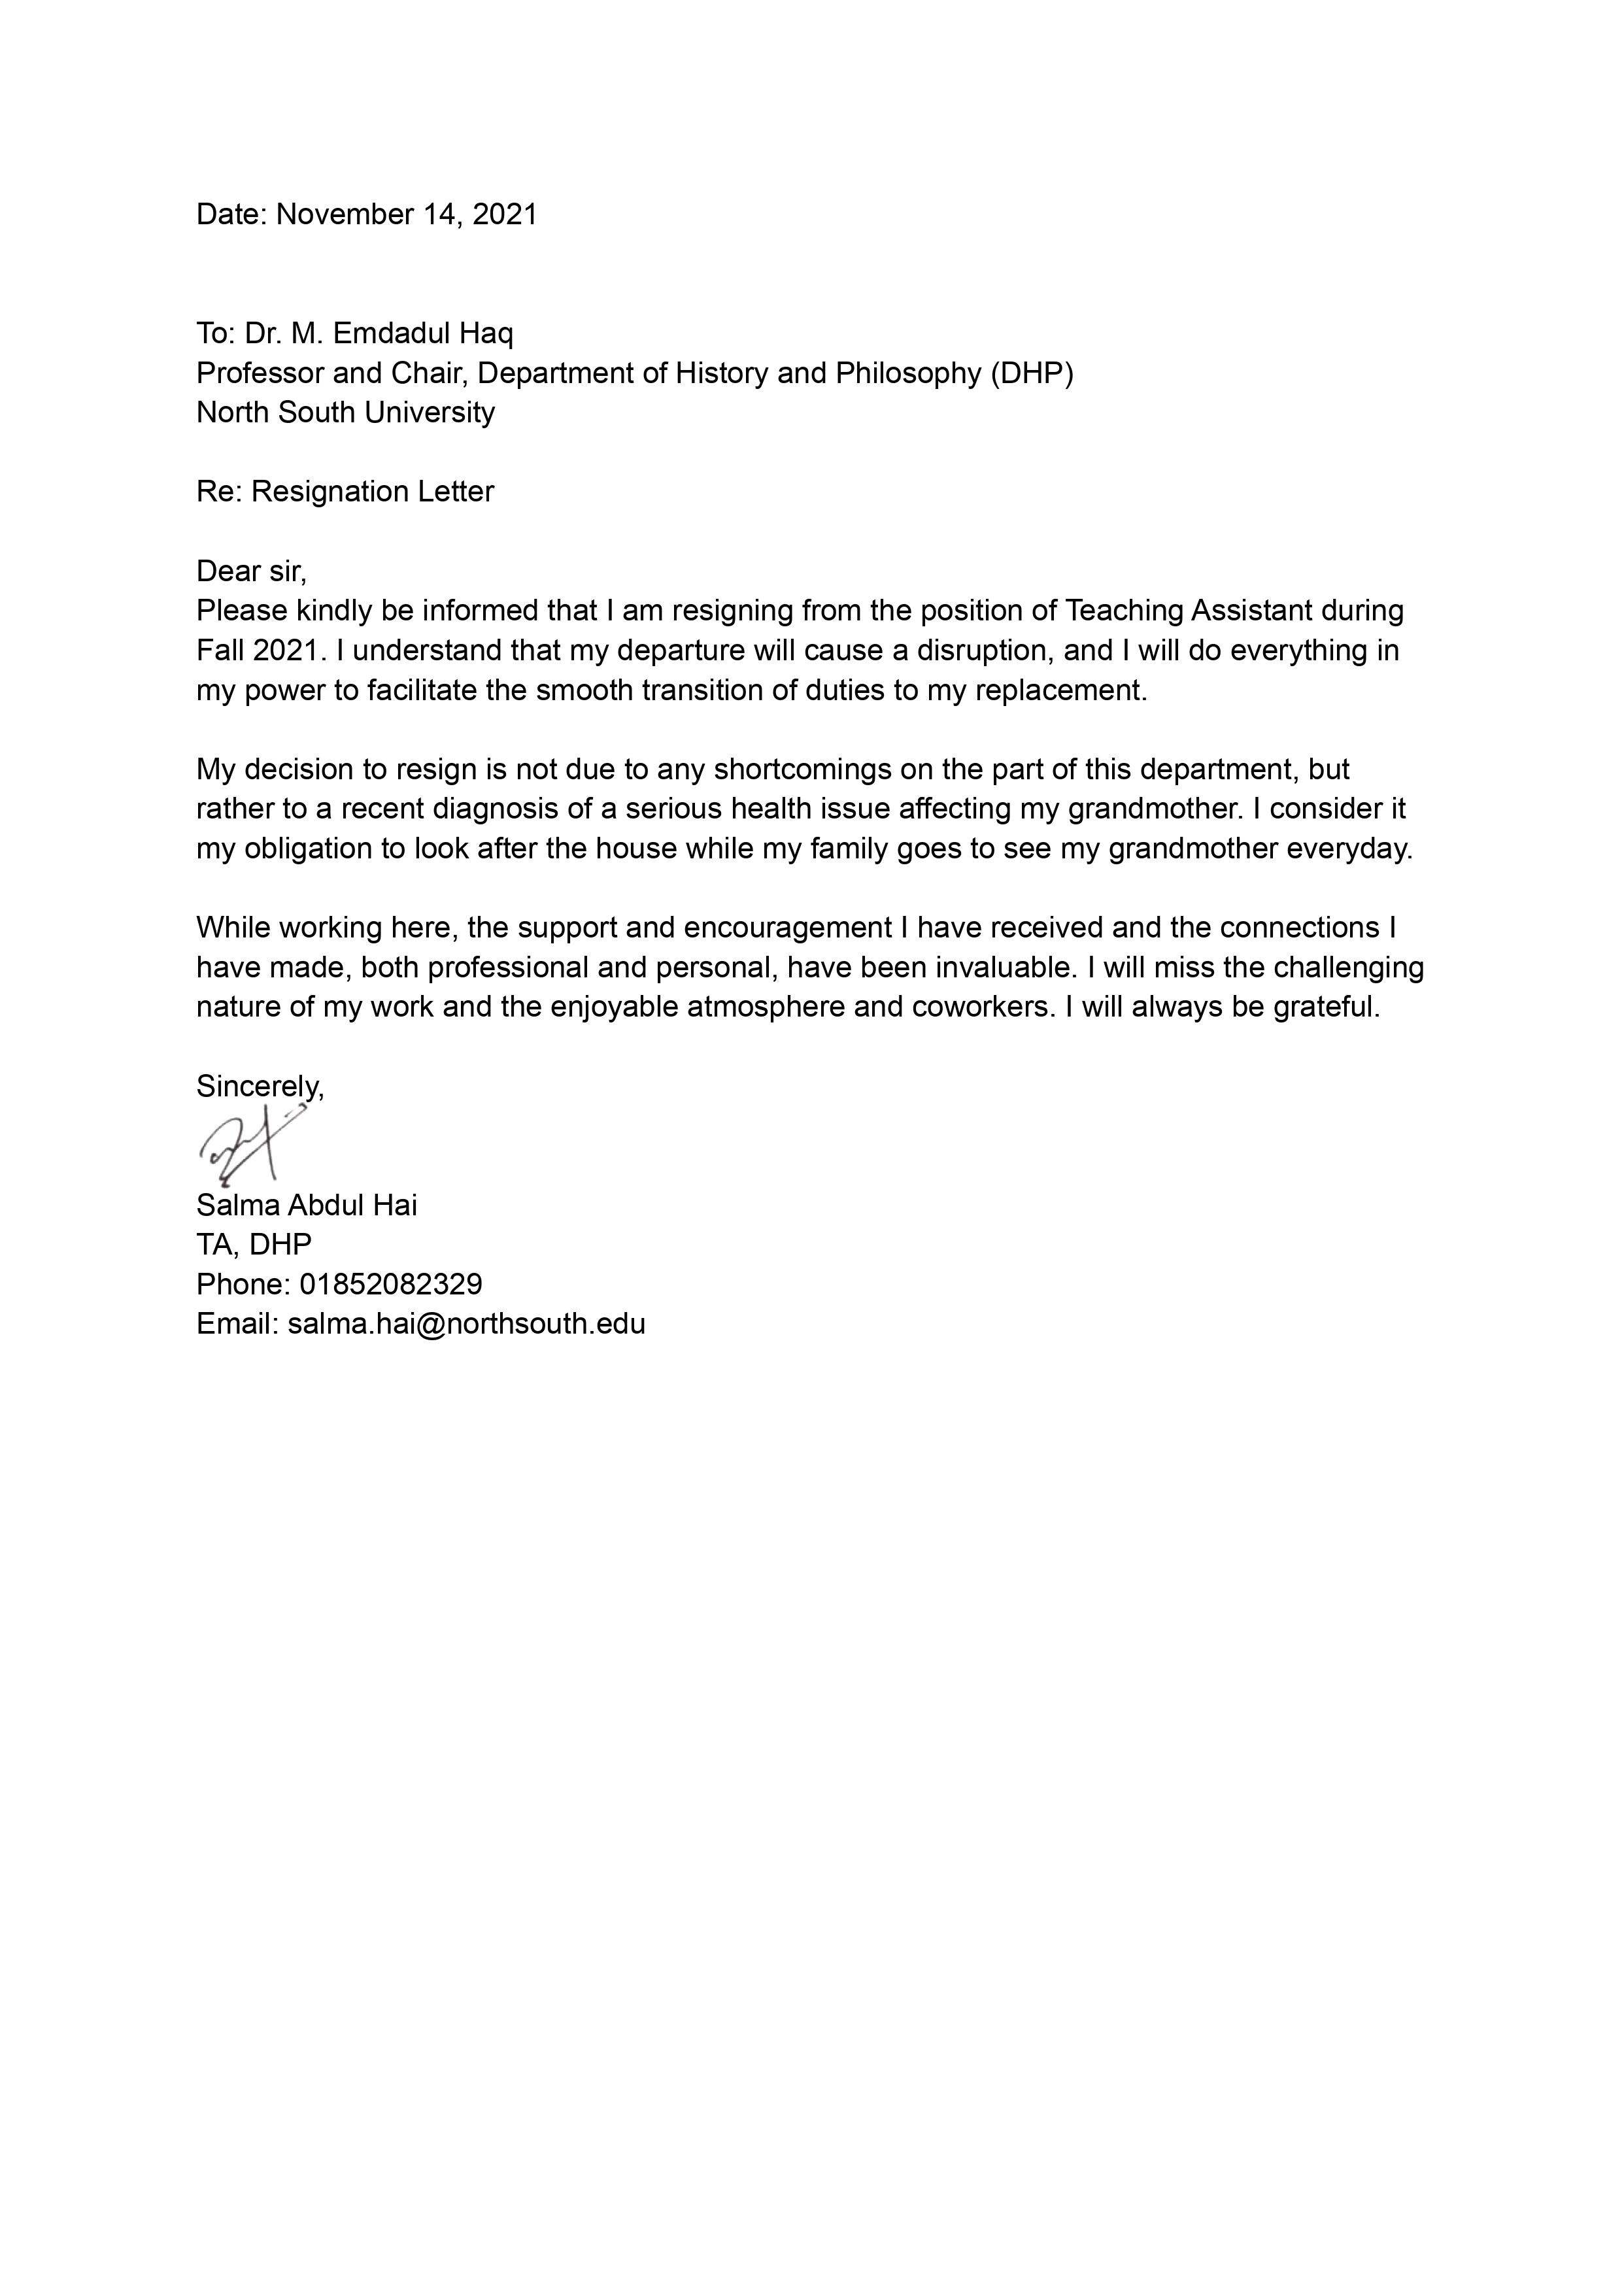 Date: November 14, 2021
To: Dr. M. Emdadul Haq
Professor and Chair, Department of History and Philosophy (DHP)
North South University
Re: Resignation Letter
Dear sir,
Please kindly be informed that I am resigning from the position of Teaching Assistant during
Fall 2021. I understand that my departure will cause a disruption, and I will do everything in
my power to facilitate the smooth transition of duties to my replacement.
My decision to resign is not due to any shortcomings on the part of this department, but
rather to a recent diagnosis of a serious health issue affecting my grandmother. I consider it
my obligation to look after the house while my family goes to see my grandmother everyday.
While working here, the support and encouragement I have received and the connections I
have made, both professional and personal, have been invaluable. I will miss the challenging
nature of my work and the enjoyable atmosphere and coworkers. I will always be grateful.
Sincerely,
Salma Abdul Hai
TA, DHP
Phone: 01852082329
Email: salma.hai@northsouth.edu